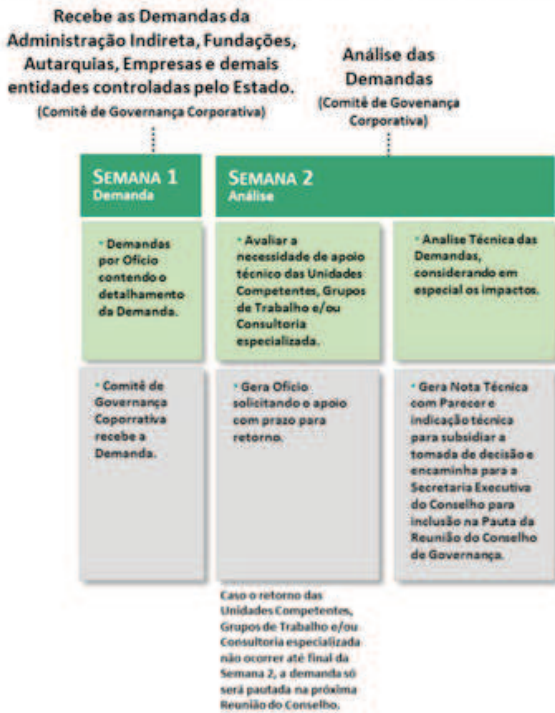 Recebe as Demandas da
Administração Indireta, Fundações,
Autarquias, Empresas e demais
entidades controladas pelo Estado.
(Comitê de Governança Corporativa)
Análise das
Demandas
(Comitê de Govenança
Corporativa)
SEMANA 1
Demanda
SEMANA 2
Análise
• Demandas
por Ofício
contendo o
detalhamento
da Demanda.
• Avaliar a
necessidade de apoio
técnico das Unidades
Competentes, Grupos
de Trabalho e/ou
Consultoria
especializada.
• Analise Técnica das
Demandas,
considerando em
especial os impactos.
• Comitê de
Governança
Coporrativa
recebe a
Demanda.
• Gera Ofício
solicitando o apoio
com prazo para
retorno.
• Gera Nota Técnica
com Parecer e
indicação técnica
para subsidiar a
tomada de decisão e
encaminha para a
Secretaria Executiva
do Conselho para
inclusão na Pauta da
Reunião do Conselho
de Governança.
Caso o retorno das
Unidades Competentes,
Grupos de Trabalho e/ou
Consultoria especializada
não ocorrer até final da
Semana 2, a demanda só
será pautada na próxima
Reunião do Conselho.